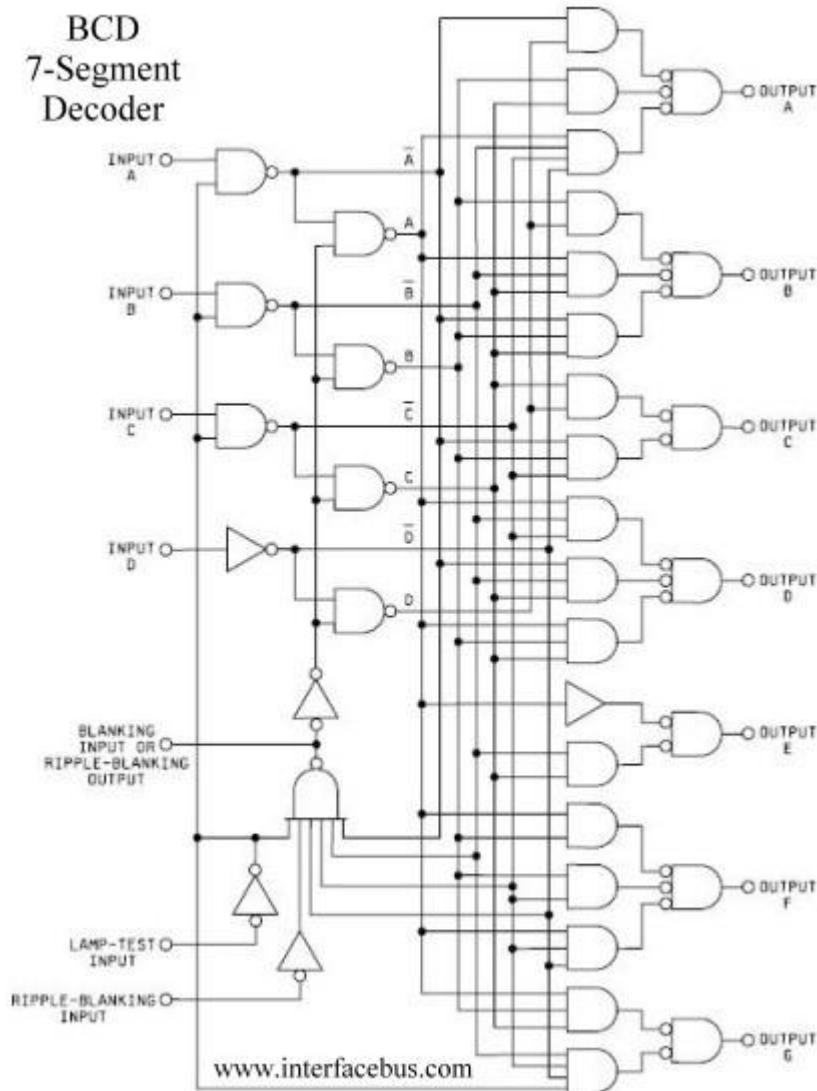 BCD
7-Segment
Decoder
INPUT
A
INPUT
B
INPUT
C
INPUT
D
A̅
A
B̅
B
C̅
C
D̅
D
BLANKING
INPUT OR
RIPPLE-BLANKING
OUTPUT
LAMP-TEST
INPUT
RIPPLE-BLANKING
INPUT
OUTPUT
A
OUTPUT
B
OUTPUT
C
OUTPUT
D
OUTPUT
E
OUTPUT
F
OUTPUT
G
www.interfacebus.com